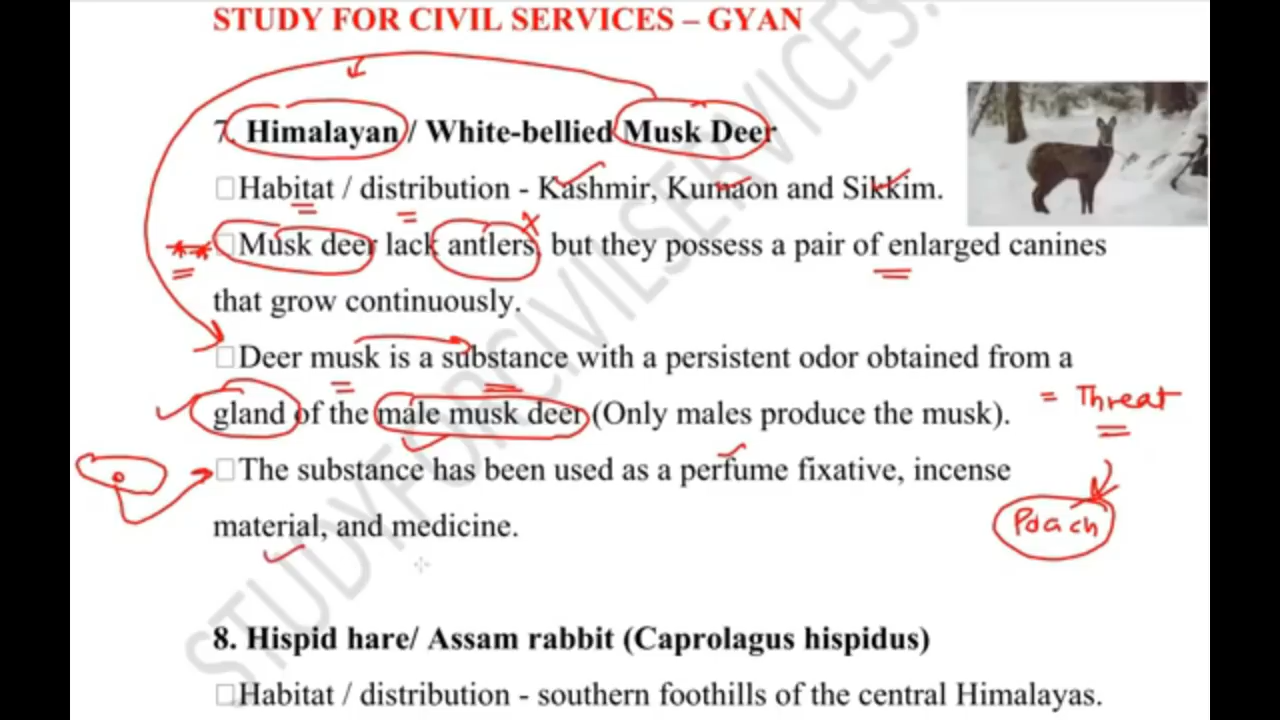 STUDY FOR CIVIL SERVICES – GYAN
7. Himalayan / White-bellied Musk Deer
Habitat / distribution - Kashmir, Kumaon and Sikkim.
Musk deer lack antlers, but they possess a pair of enlarged canines
that grow continuously.
Deer musk is a substance with a persistent odor obtained from a
gland of the male musk deer (Only males produce the musk).
= Threat
The substance has been used as a perfume fixative, incense
material, and medicine.
Poach
8. Hispid hare/ Assam rabbit (Caprolagus hispidus)
Habitat / distribution - southern foothills of the central Himalayas.
STUDYFORCIVILSERVICES.